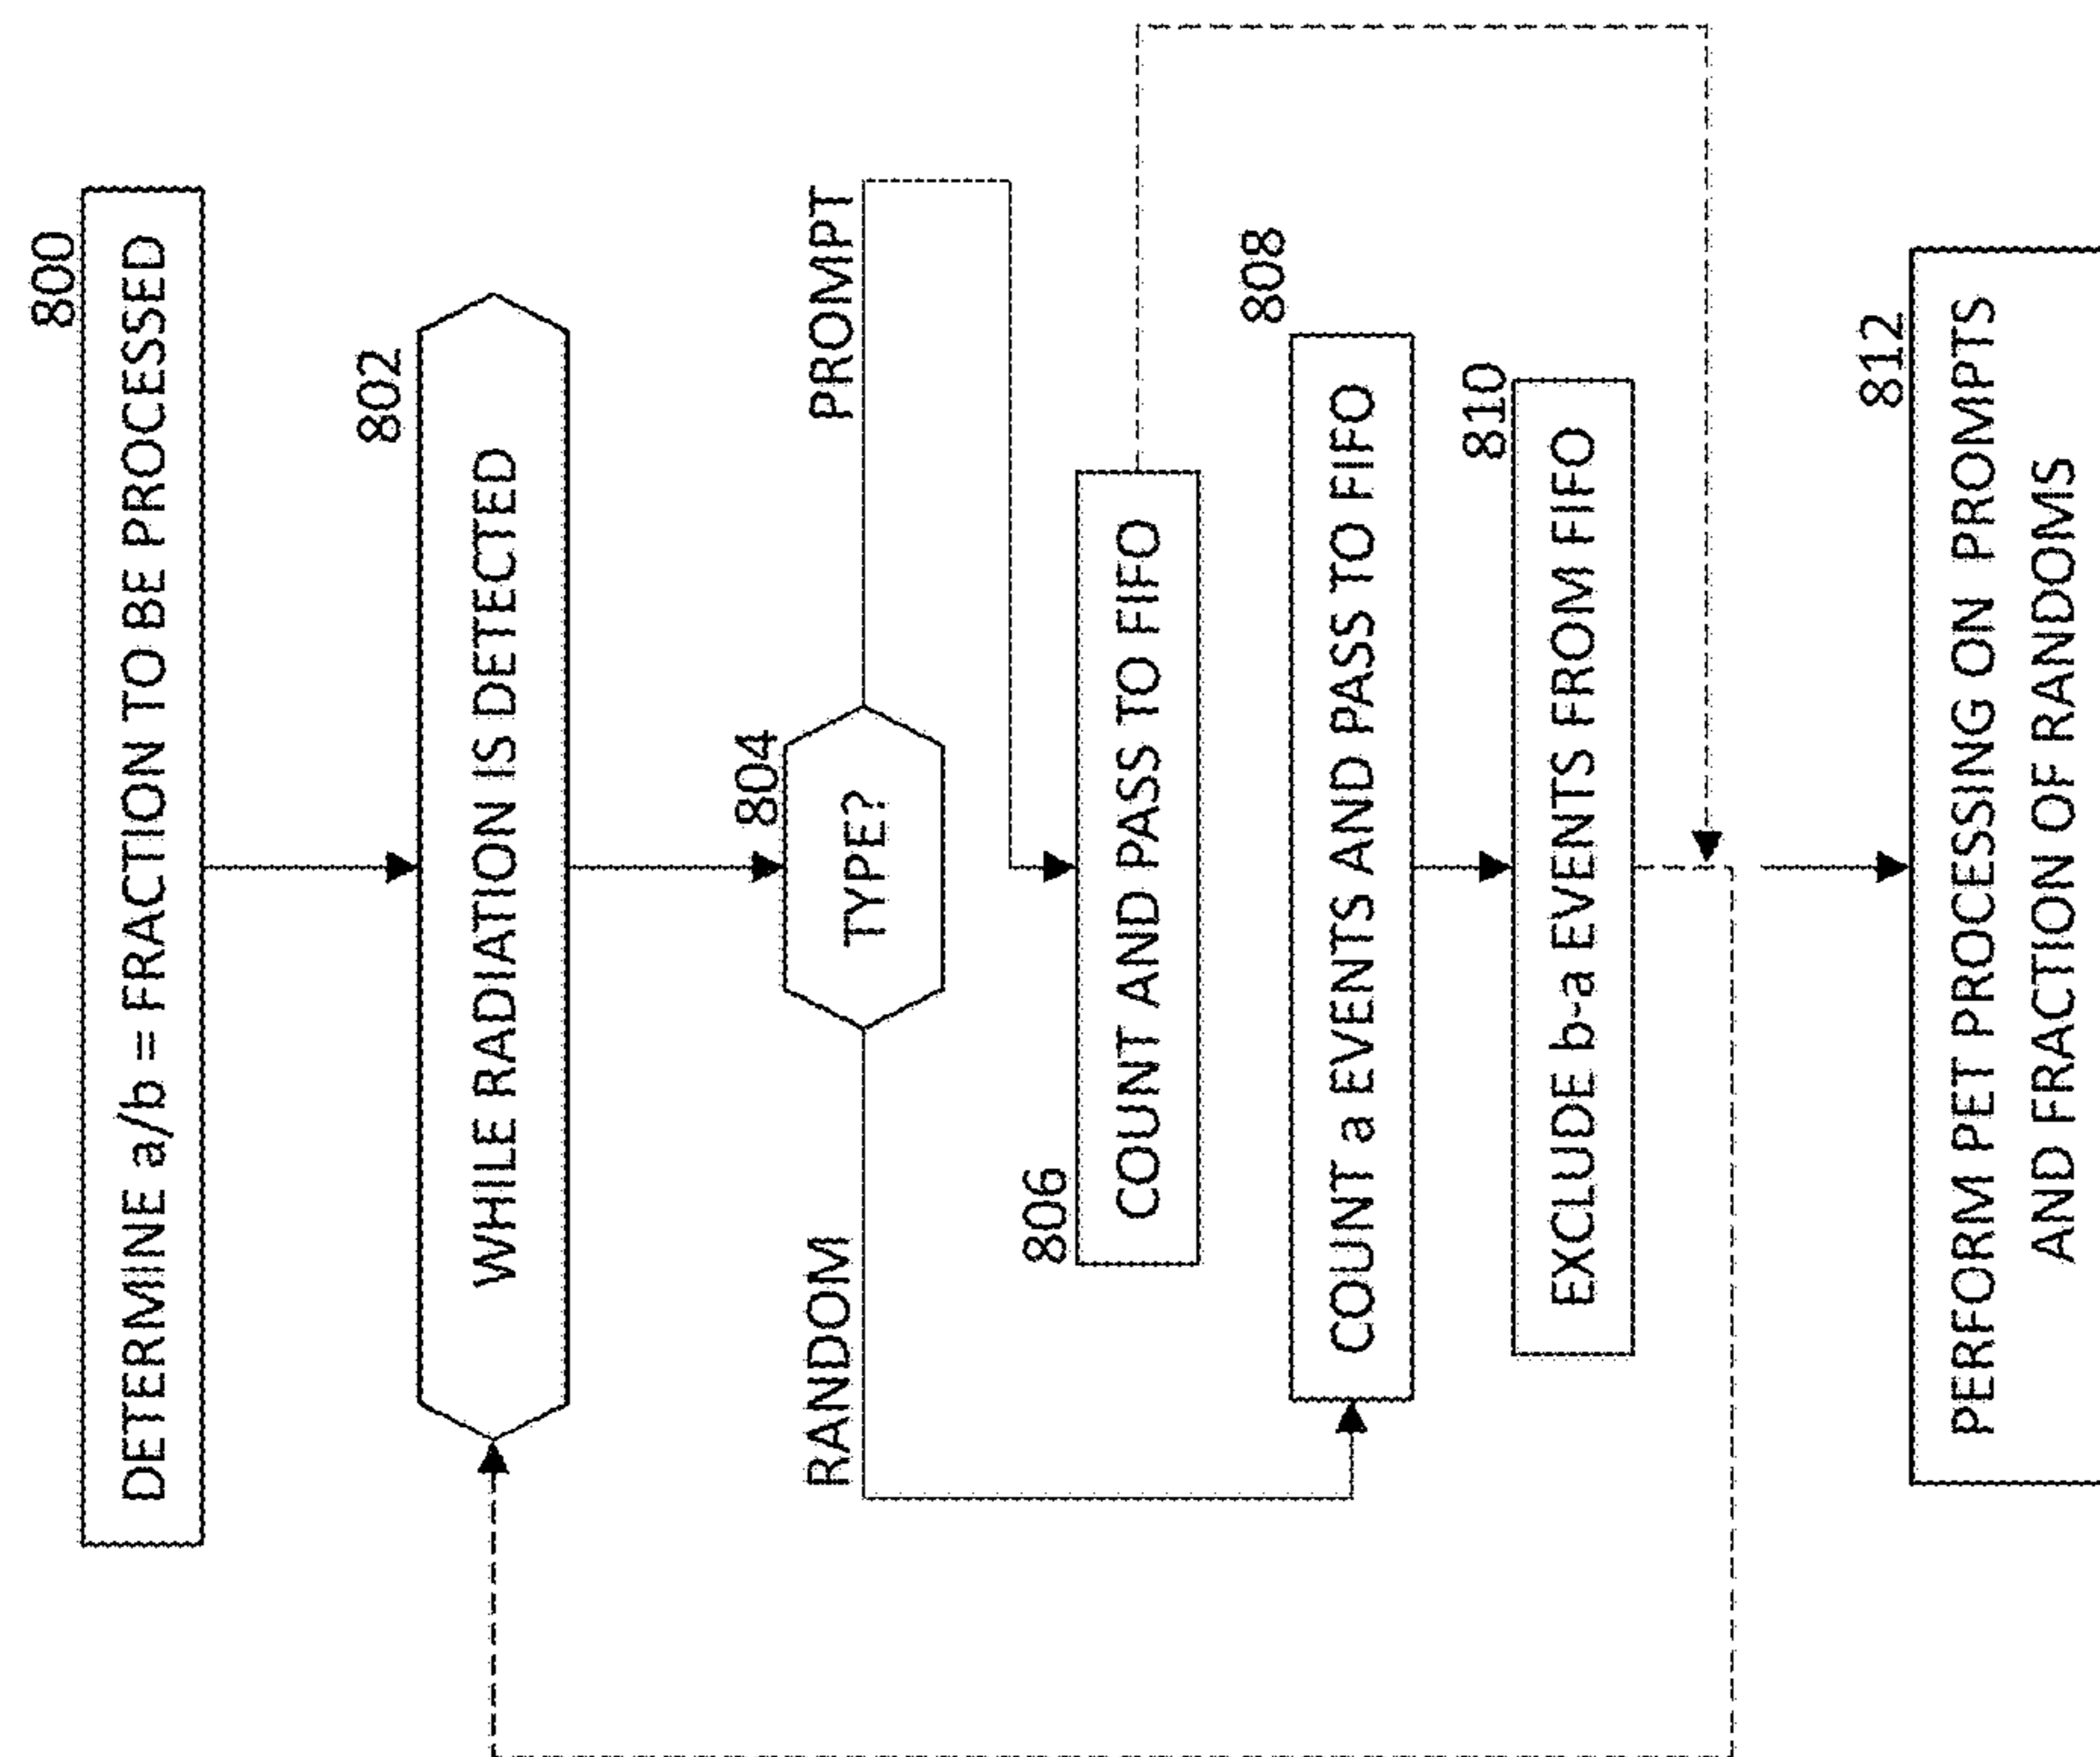 800
DETERMINE a/b = FRACTION TO BE PROCESSED
802
WHILE RADIATION IS DETECTED
804
TYPE?
RANDOM
PROMPT
806
COUNT AND PASS TO FIFO
808
COUNT a EVENTS AND PASS TO FIFO
810
EXCLUDE b-a EVENTS FROM FIFO
812
PERFORM PET PROCESSING ON PROMPTS
AND FRACTION OF RANDOMS